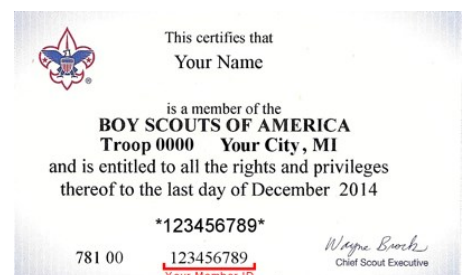 This certifies that
Your Name
is a member of the
BOY SCOUTS OF AMERICA
Troop 0000 Your City, MI
and is entitled to all the rights and privileges
thereof to the last day of December 2014
*123456789*
Wayne Brock
781 00 123456789 Chief Scout Executive
Your Member ID